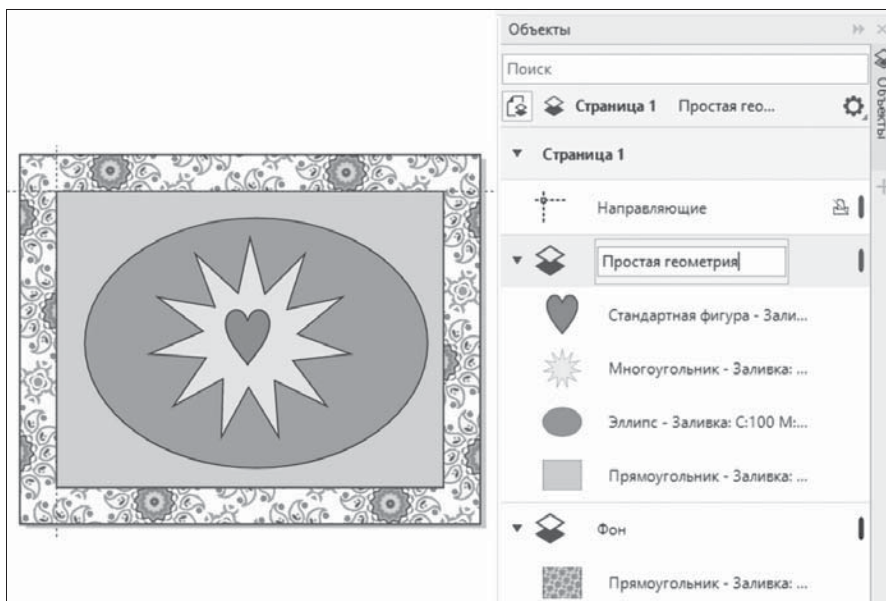 Объекты
Поиск
Страница 1 Простая гео...
Объекты
Страница 1
Направляющие
Простая геометрия
Стандартная фигура - Зали...
Многоугольник - Заливка: ...
Эллипс - Заливка: C:100 M:...
Прямоугольник - Заливка: ...
Фон
Прямоугольник - Заливка: ...